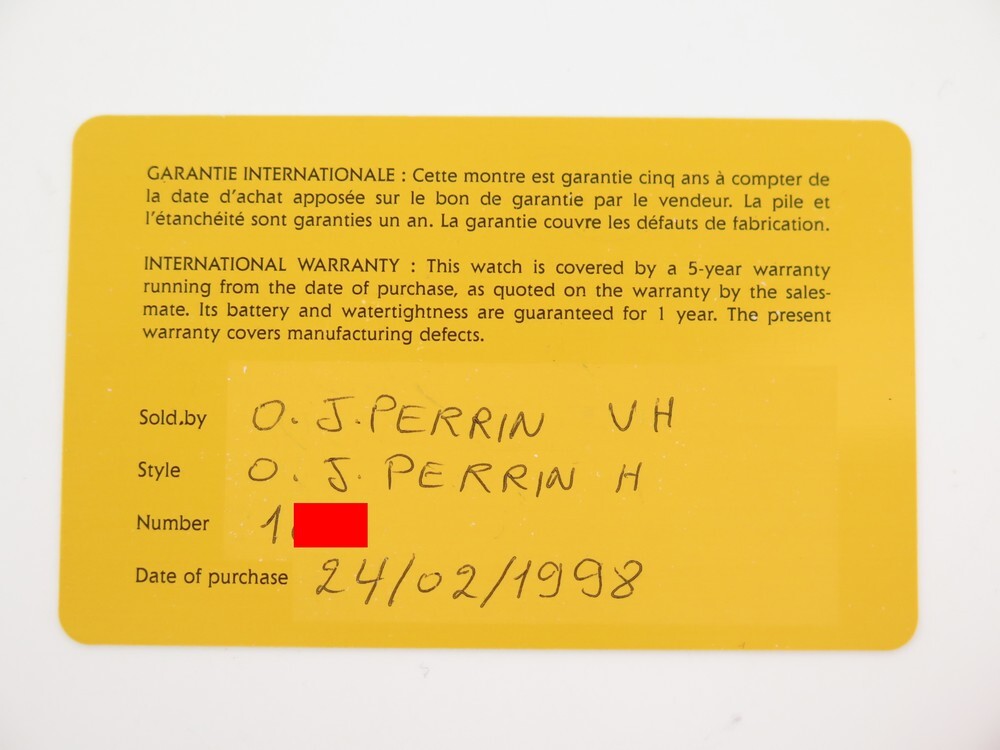 GARANTIE INTERNATIONALE : Cette montre est garantie cinq ans à compter de
la date d'achat apposée sur le bon de garantie par le vendeur. La pile et
l'étanchéité sont garanties un an. La garantie couvre les défauts de fabrication.
INTERNATIONAL WARRANTY : This watch is covered by a 5-year warranty
running from the date of purchase, as quoted on the warranty by the sales-
mate. Its battery and watertightness are guaranteed for 1 year. The present
warranty covers manufacturing defects.
Sold.by O. J. PERRIN VH
Style O. J. PERRIN H
Number 1
Date of purchase 24/02/1998